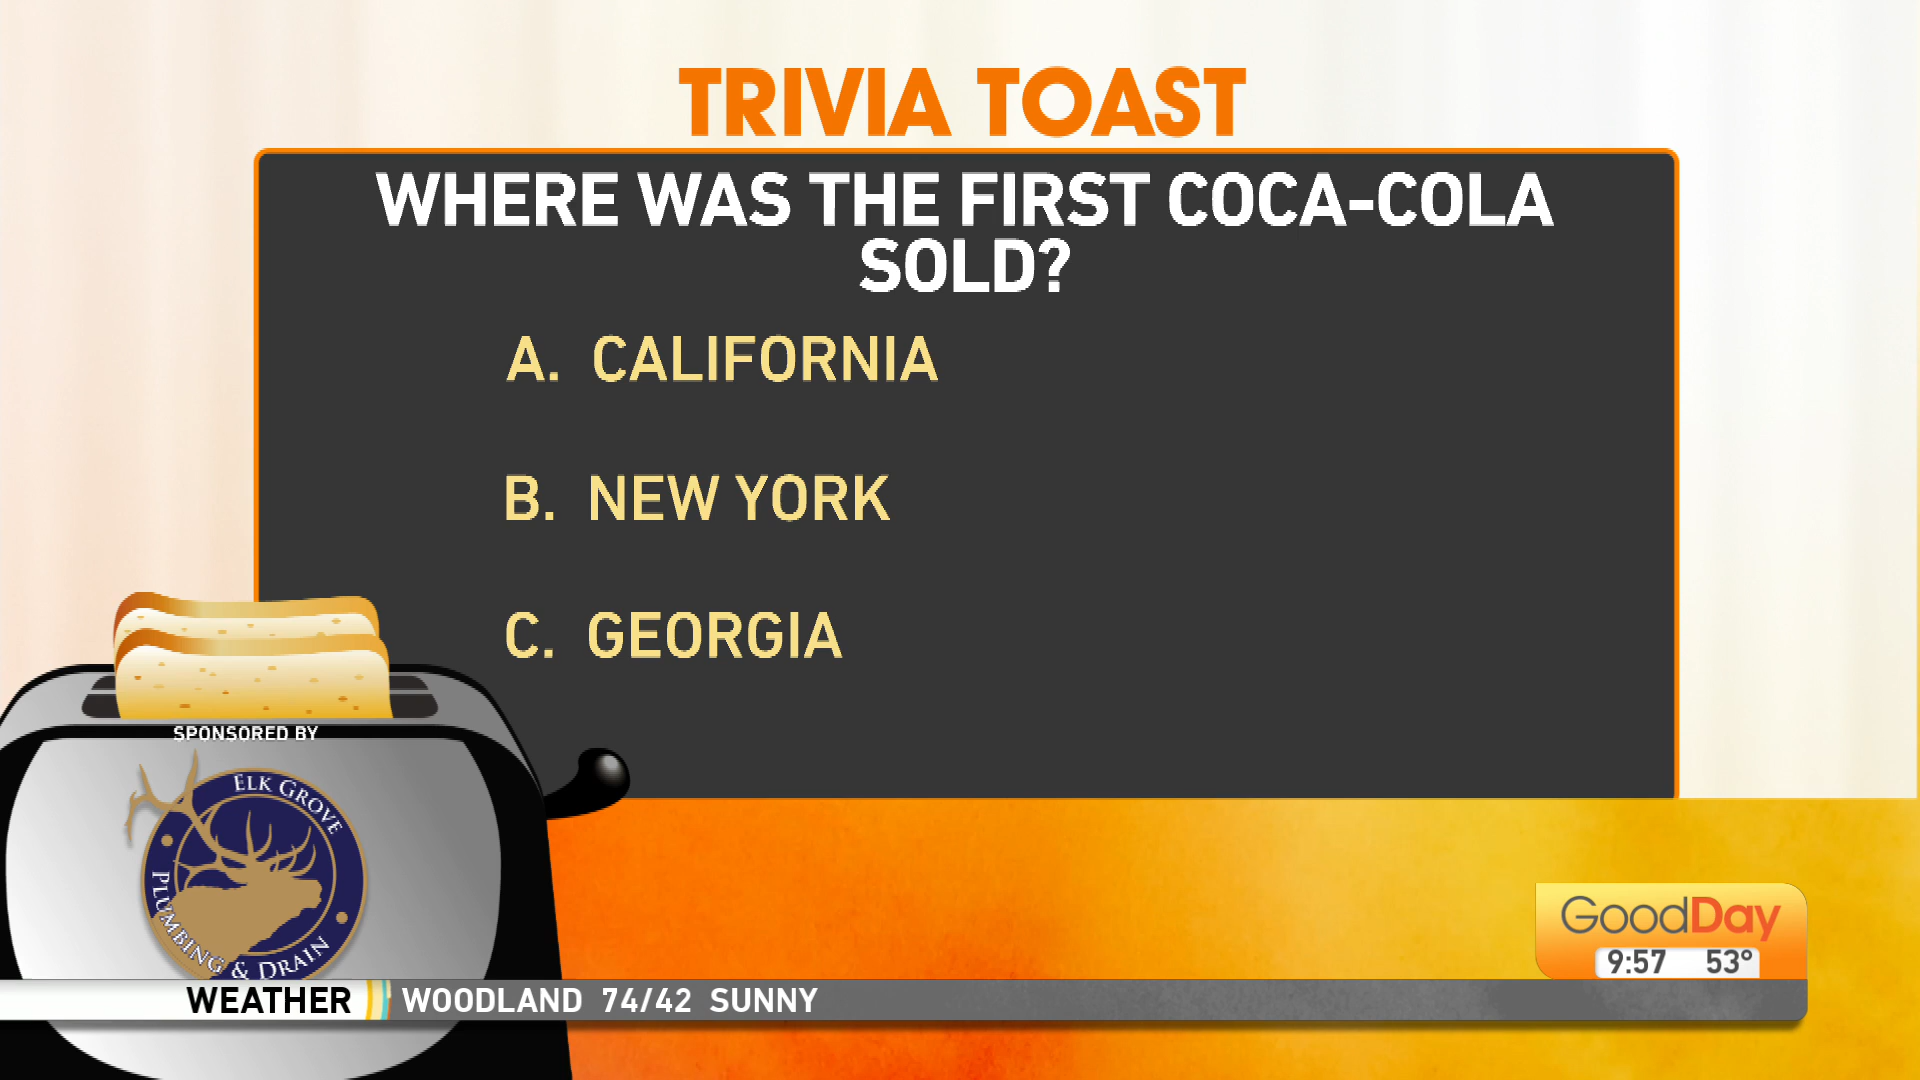 TRIVIA TOAST
WHERE WAS THE FIRST COCA-COLA
SOLD?
A. CALIFORNIA
B. NEW YORK
C. GEORGIA
SPONSORED BY
ELK GROVE
PLUMBING & DRAIN
GoodDay
9:57 53°
WEATHER WOODLAND 74/42 SUNNY